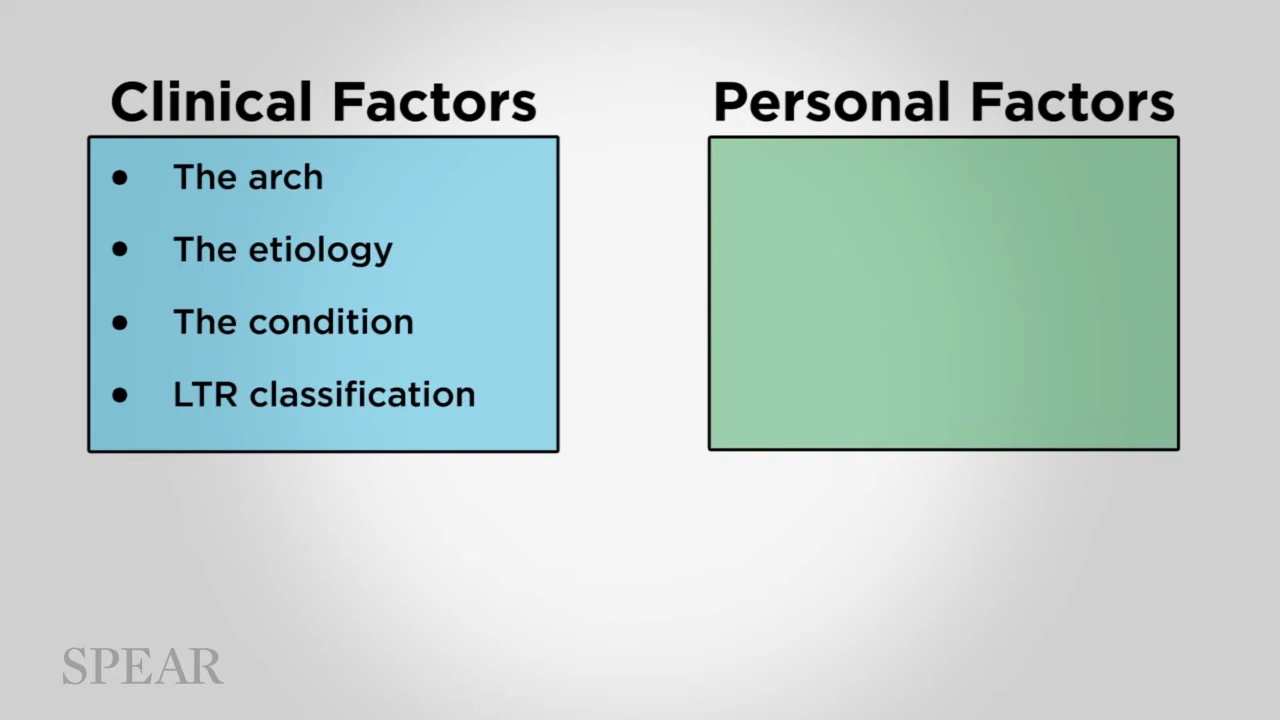 Clinical Factors
Personal Factors
• The arch
• The etiology
• The condition
• LTR classification
SPEAR